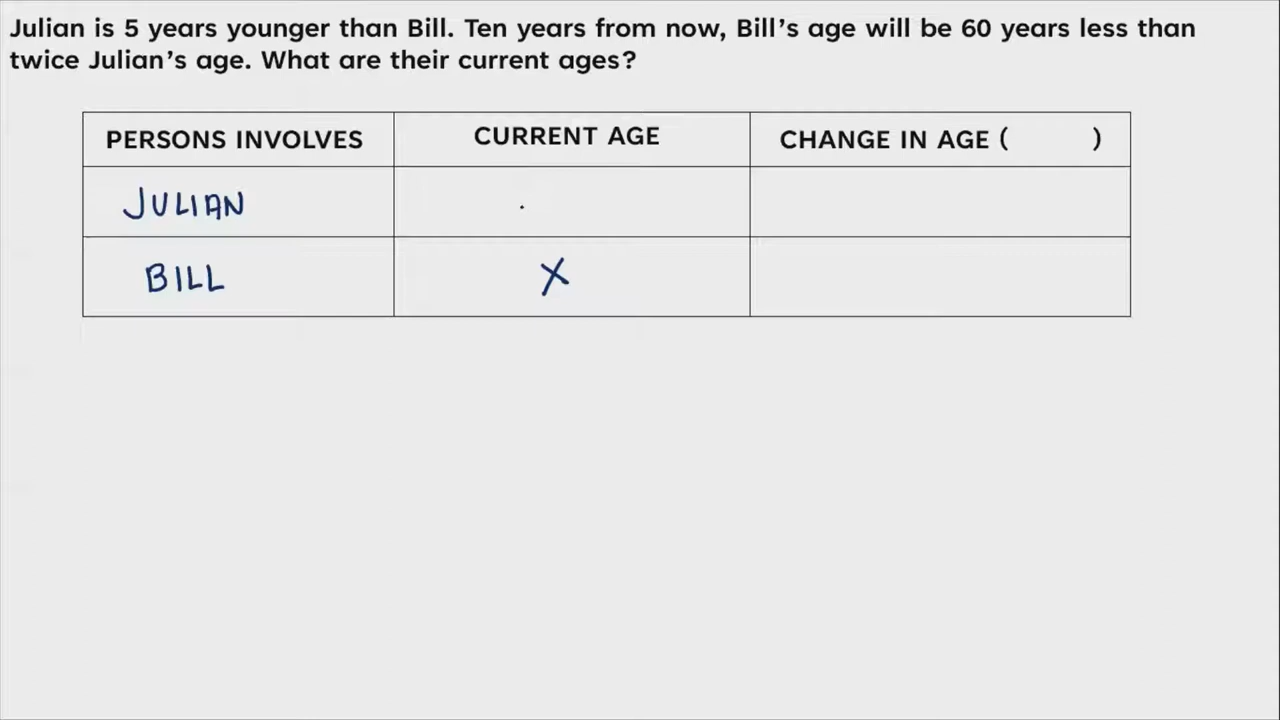 Julian is 5 years younger than Bill. Ten years from now, Bill's age will be 60 years less than
twice Julian's age. What are their current ages?
PERSONS INVOLVES CURRENT AGE CHANGE IN AGE ( )
JULIAN
BILL X